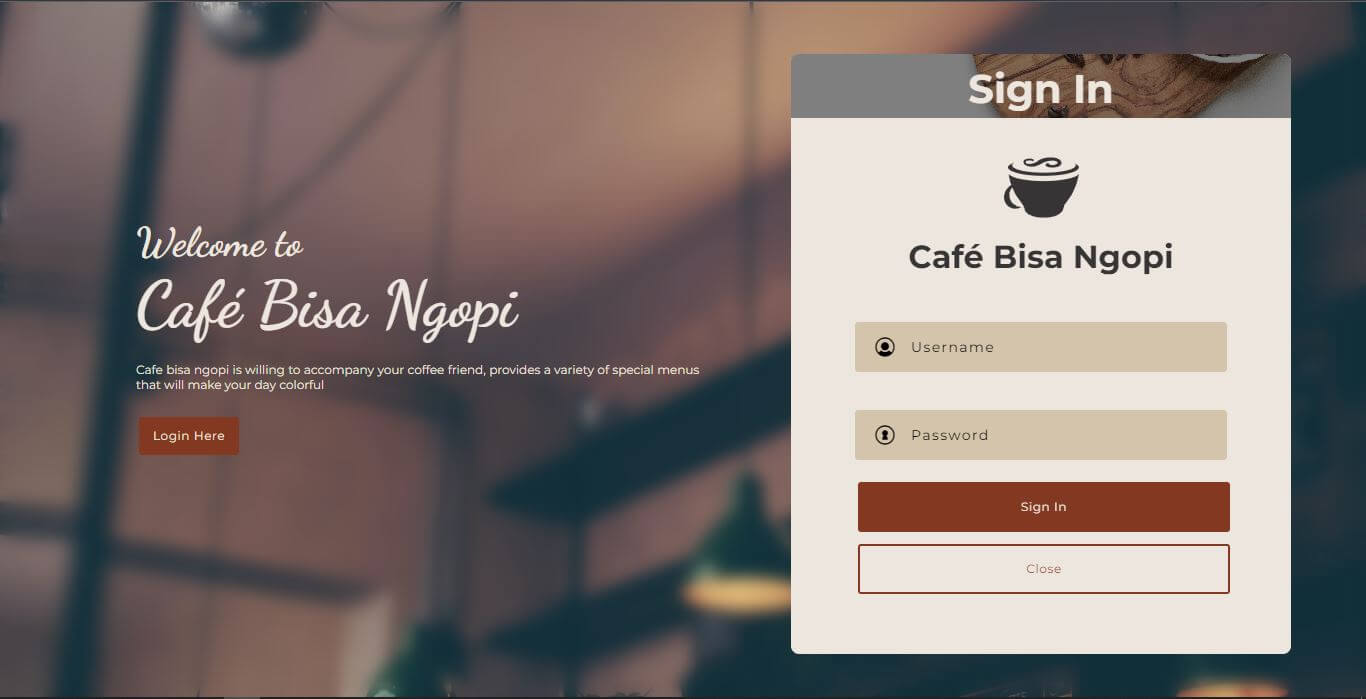 Welcome to
Café Bisa Ngopi
Cafe bisa ngopi is willing to accompany your coffee friend, provides a variety of special menus
that will make your day colorful
Login Here
Sign In
Café Bisa Ngopi
Username
Password
Sign In
Close